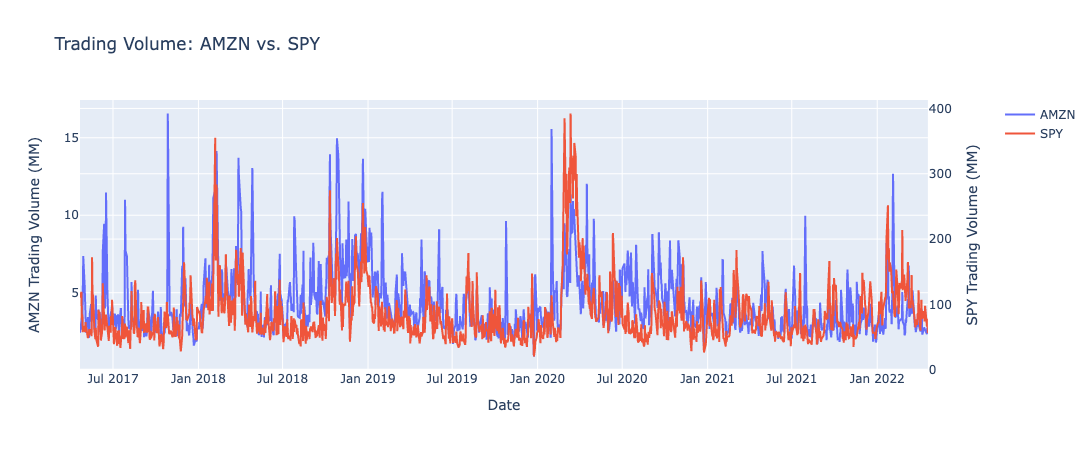 Trading Volume: AMZN vs. SPY
AMZN Trading Volume (MM)
15
10
5
400
300
200
100
0
SPY Trading Volume (MM)
AMZN
SPY
Jul 2017 Jan 2018 Jul 2018 Jan 2019 Jul 2019 Jan 2020 Jul 2020 Jan 2021 Jul 2021 Jan 2022
Date